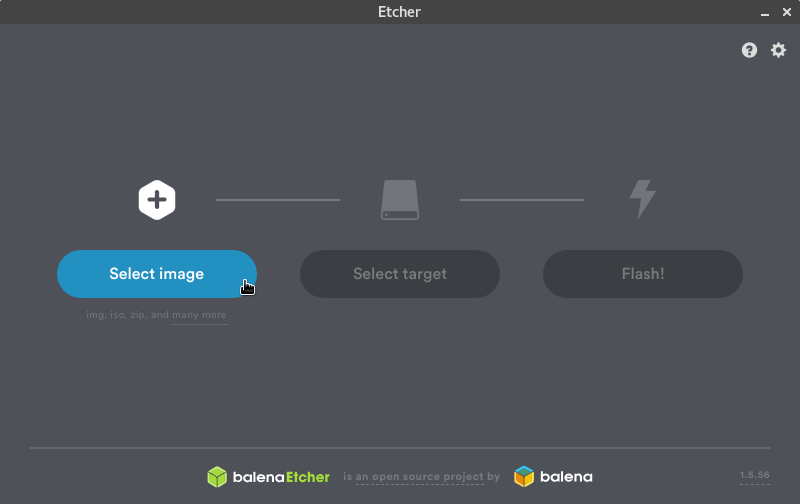 Etcher
Select image
Select target
Flash!
img, iso, zip, and many more
balenaEtcher is an open source project by balena
1.5.56